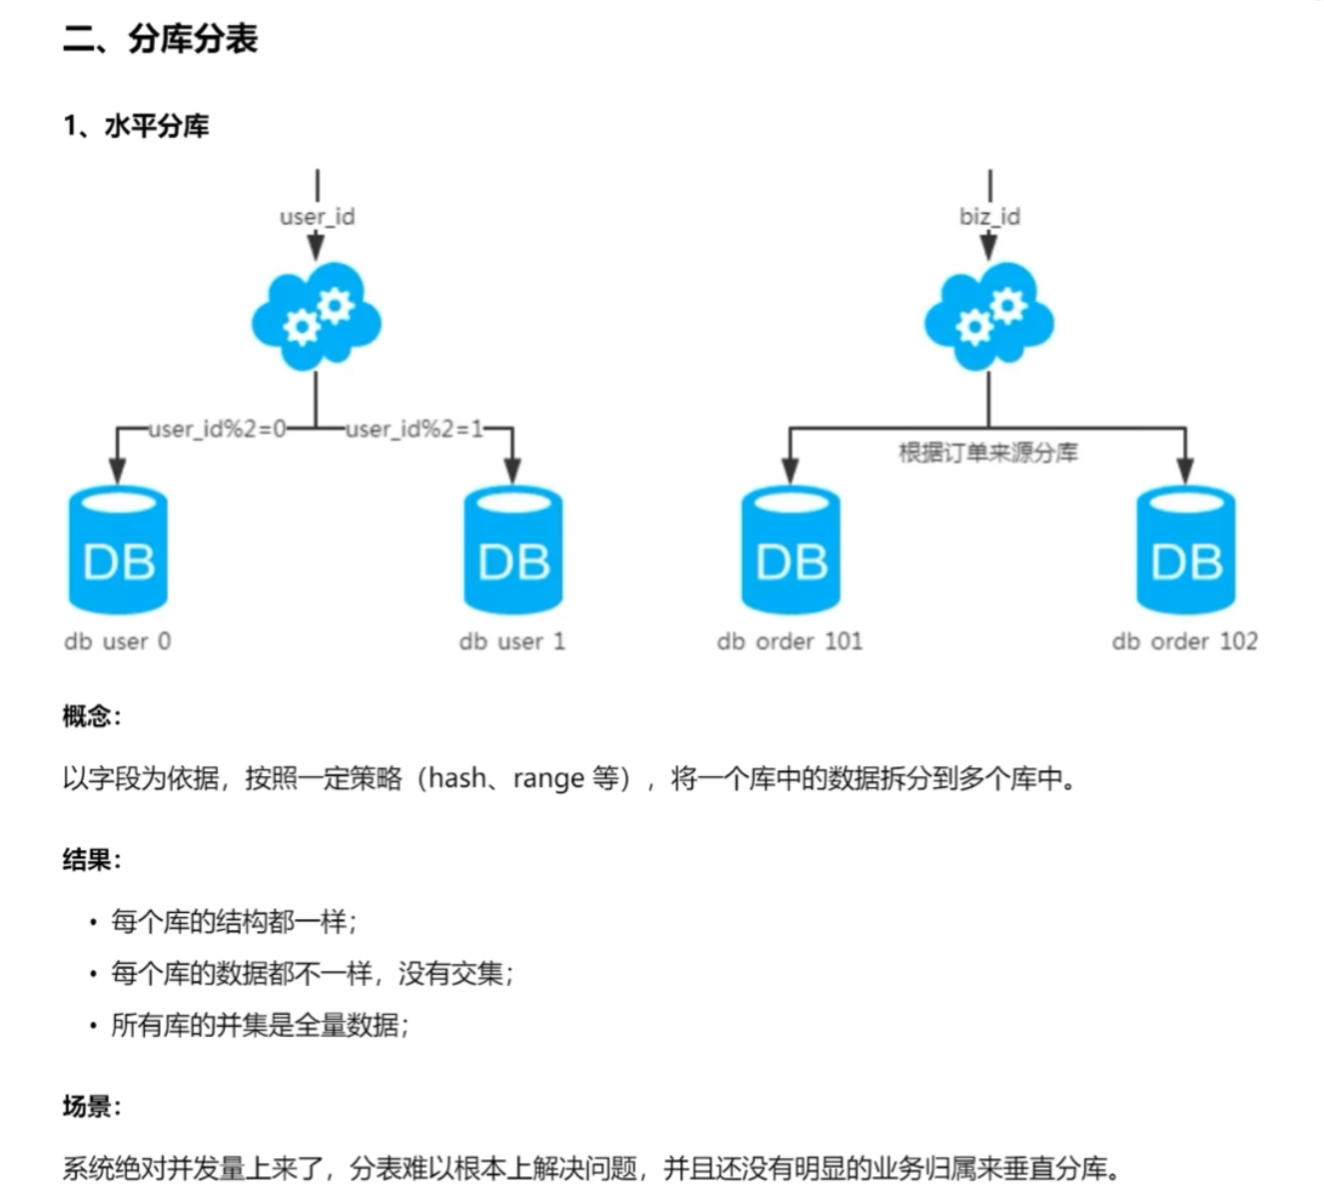 二、分库分表
1、水平分库
user_id
biz_id
user_id%2=0
user_id%2=1
根据订单来源分库
DB
DB
DB
DB
db user 0
db user 1
db order 101
db order 102
概念：
以字段为依据，按照一定策略（hash、range 等），将一个库中的数据拆分到多个库中。
结果：
• 每个库的结构都一样；
• 每个库的数据都不一样，没有交集；
• 所有库的并集是全量数据；
场景：
系统绝对并发量上来了，分表难以根本上解决问题，并且还没有明显的业务归属来垂直分库。